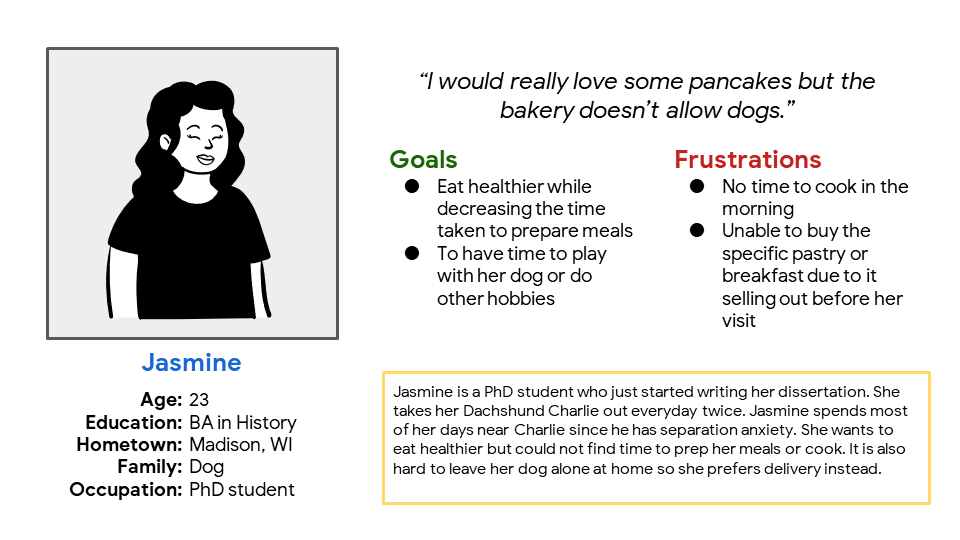 “I would really love some pancakes but the
bakery doesn’t allow dogs.”
Goals
● Eat healthier while
decreasing the time
taken to prepare meals
● To have time to play
with her dog or do
other hobbies
Frustrations
● No time to cook in the
morning
● Unable to buy the
specific pastry or
breakfast due to it
selling out before her
visit
Jasmine
Age: 23
Education: BA in History
Hometown: Madison, WI
Family: Dog
Occupation: PhD student
Jasmine is a PhD student who just started writing her dissertation. She
takes her Dachshund Charlie out everyday twice. Jasmine spends most
of her days near Charlie since he has separation anxiety. She wants to
eat healthier but could not find time to prep her meals or cook. It is also
hard to leave her dog alone at home so she prefers delivery instead.